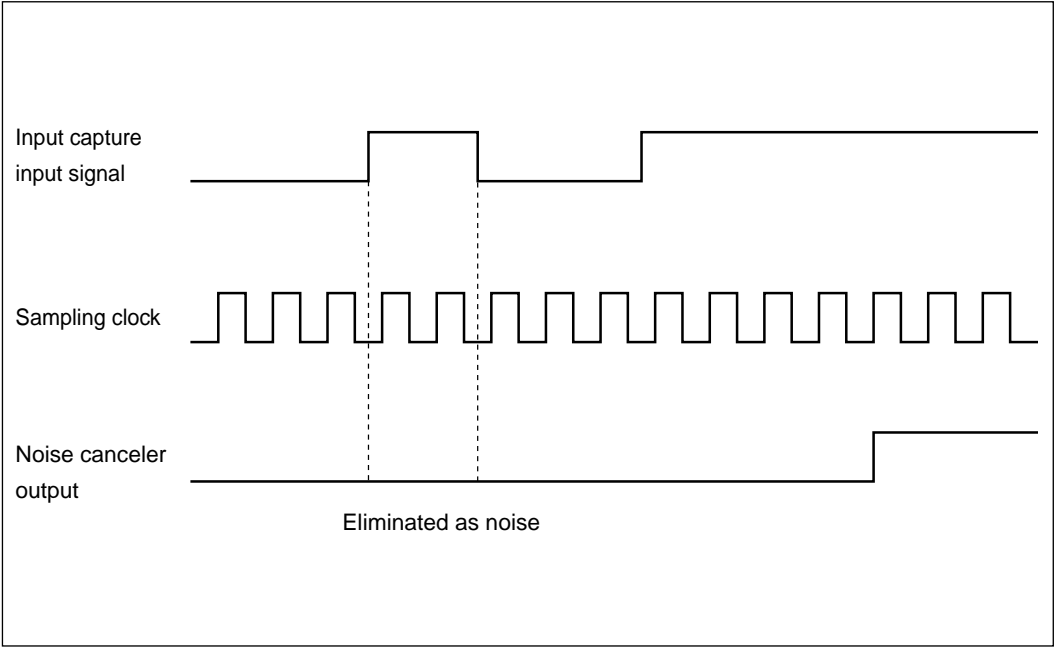 Input capture
input signal
Sampling clock
Noise canceler
output
Eliminated as noise